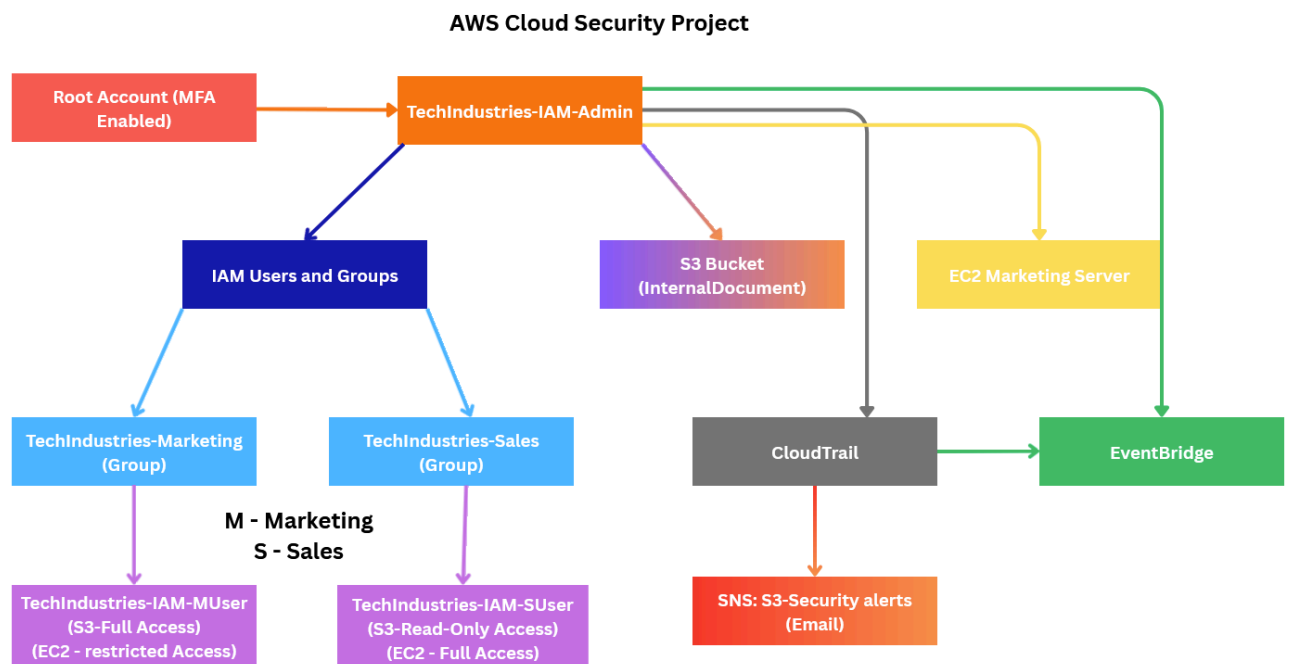 AWS Cloud Security Project
Root Account (MFA
Enabled)
TechIndustries-IAM-Admin
IAM Users and Groups
S3 Bucket
(InternalDocument)
EC2 Marketing Server
TechIndustries-Marketing
(Group)
TechIndustries-Sales
(Group)
CloudTrail
EventBridge
M - Marketing
S - Sales
TechIndustries-IAM-MUser
(S3-Full Access)
(EC2 - restricted Access)
TechIndustries-IAM-SUser
(S3-Read-Only Access)
(EC2 - Full Access)
SNS: S3-Security alerts
(Email)